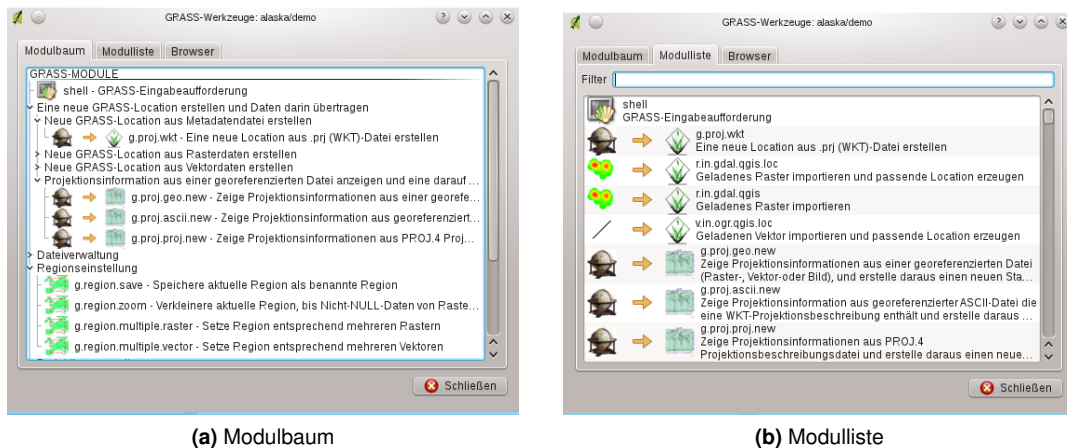 GRASS-Werkzeuge: alaska/demo
Modulbaum Modulliste Browser
GRASS-MODULE
shell - GRASS-Eingabeaufforderung
Eine neue GRASS-Location erstellen und Daten darin übertragen
Neue GRASS-Location aus Metadatendatei erstellen
g.proj.wkt - Eine neue Location aus .prj (WKT)-Datei erstellen
Neue GRASS-Location aus Rasterdaten erstellen
Neue GRASS-Location aus Vektordaten erstellen
Projektionsinformation aus einer georeferenzierten Datei anzeigen und eine darauf ...
g.proj.geo.new - Zeige Projektionsinformationen aus einer georefe...
g.proj.ascii.new - Zeige Projektionsinformation aus georeferenziert...
g.proj.proj.new - Zeige Projektionsinformationen aus PROJ.4 Proj...
Dateiverwaltung
Regionseinstellung
g.region.save - Speichere aktuelle Region als benannte Region
g.region.zoom - Verkleinere aktuelle Region, bis Nicht-NULL-Daten von Raste...
g.region.multiple.raster - Setze Region entsprechend mehreren Rastern
g.region.multiple.vector - Setze Region entsprechend mehreren Vektoren
Schließen
(a) Modulbaum
GRASS-Werkzeuge: alaska/demo
Modulbaum Modulliste Browser
Filter
shell
GRASS-Eingabeaufforderung
g.proj.wkt
Eine neue Location aus .prj (WKT)-Datei erstellen
r.in.gdal.qgis.loc
Geladenes Raster importieren und passende Location erzeugen
r.in.gdal.qgis
Geladenes Raster importieren
v.in.ogr.qgis.loc
Geladenen Vektor importieren und passende Location erzeugen
g.proj.geo.new
Zeige Projektionsinformationen aus einer georeferenzierten Datei
(Raster-, Vektor-oder Bild), und erstelle daraus einen neuen Sta...
g.proj.ascii.new
Zeige Projektionsinformation aus georeferenzierter ASCII-Datei die
eine WKT-Projektionsbeschreibung enthält und erstelle daraus ...
g.proj.proj.new
Zeige Projektionsinformationen aus PROJ.4
Projektionsbeschreibungsdatei und erstelle daraus einen neue...
Schließen
(b) Modulliste